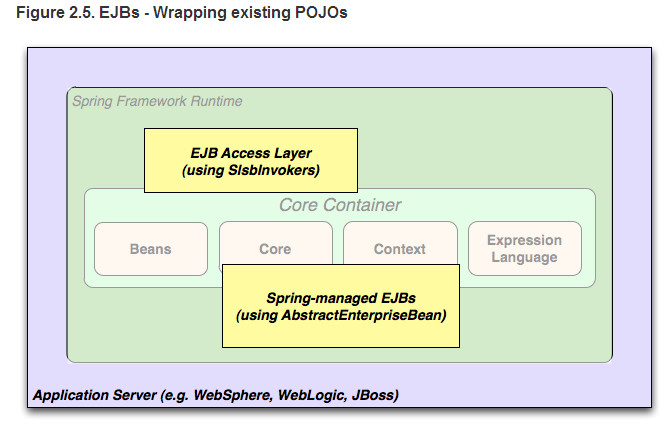 Figure 2.5. EJBs - Wrapping existing POJOs
Spring Framework Runtime
EJB Access Layer
(using SlsbInvokers)
Core Container
Beans
Core
Context
Expression
Language
Spring-managed EJBs
(using AbstractEnterpriseBean)
Application Server (e.g. WebSphere, WebLogic, JBoss)